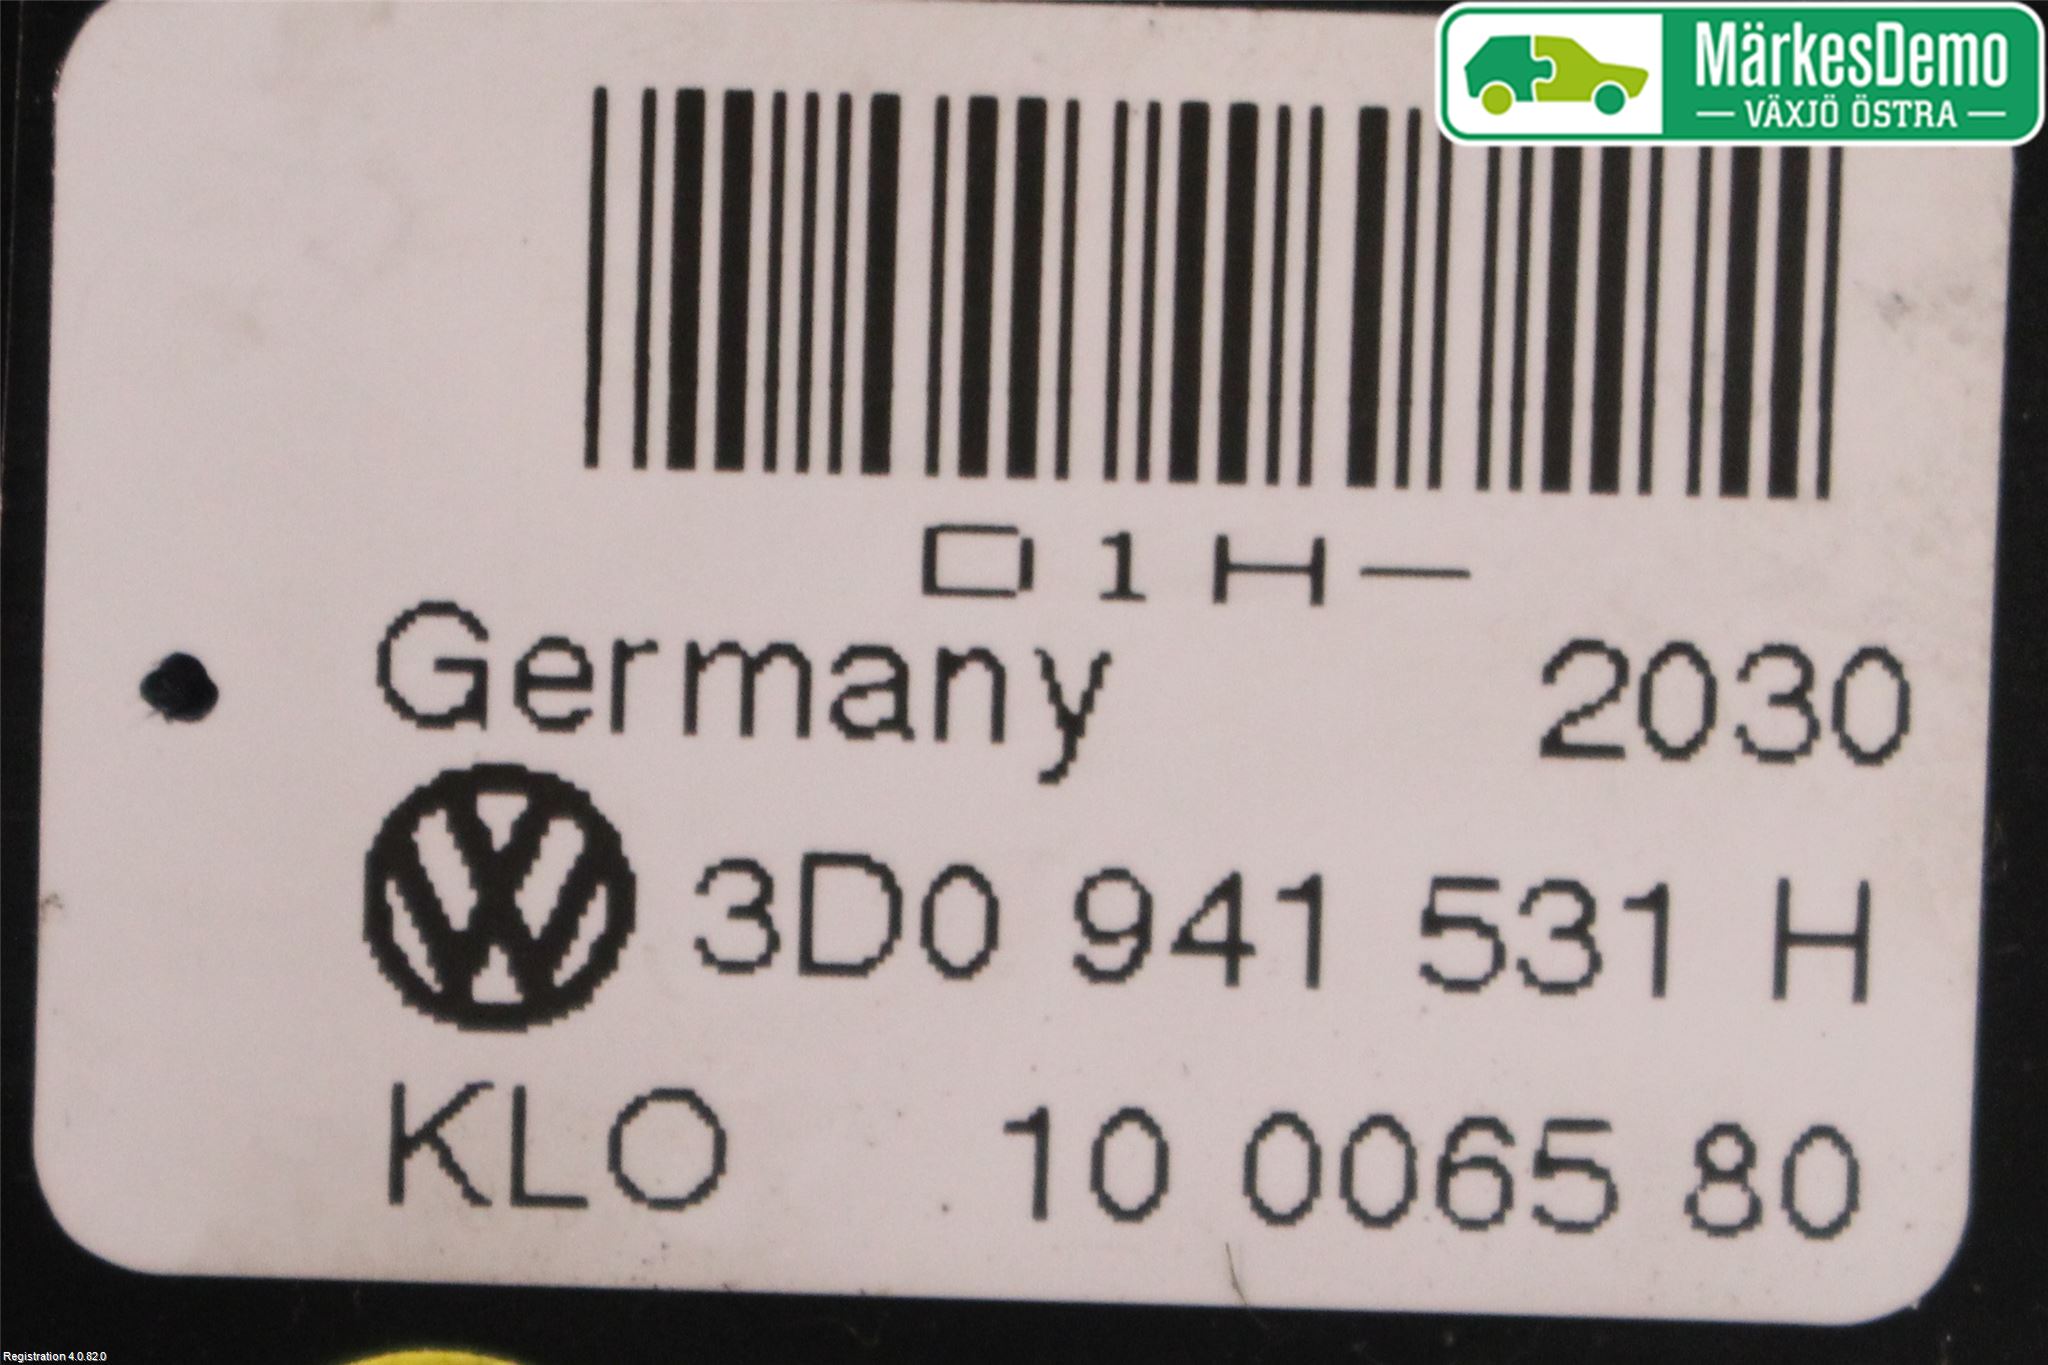 MärkesDemo
VÄXJÖ ÖSTRA
D1H-
Germany 2030
3D0 941 531 H
KLO 10 0065 80
Registration 4.0.82.0